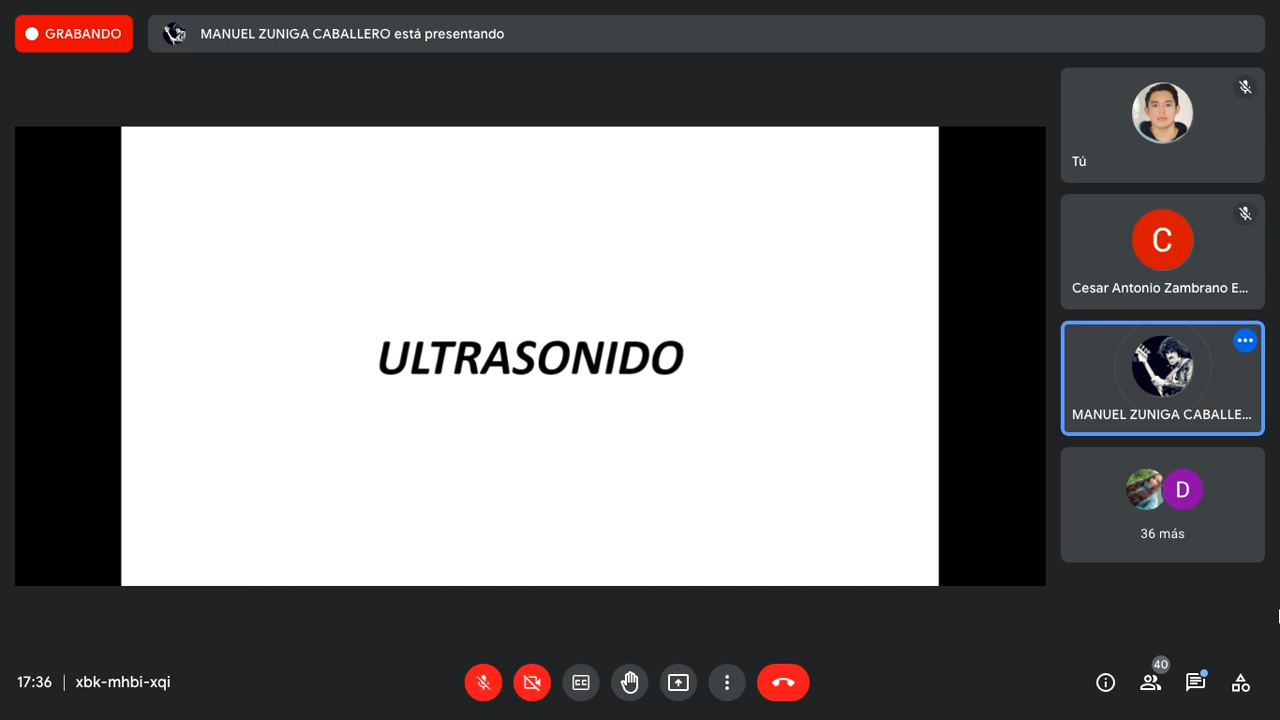 GRABANDO
MANUEL ZUNIGA CABALLERO está presentando
Tú
C
Cesar Antonio Zambrano E...
ULTRASONIDO
MANUEL ZUNIGA CABALLE...
D
36 más
17:36 | xbk-mhbi-xqi
CC
40